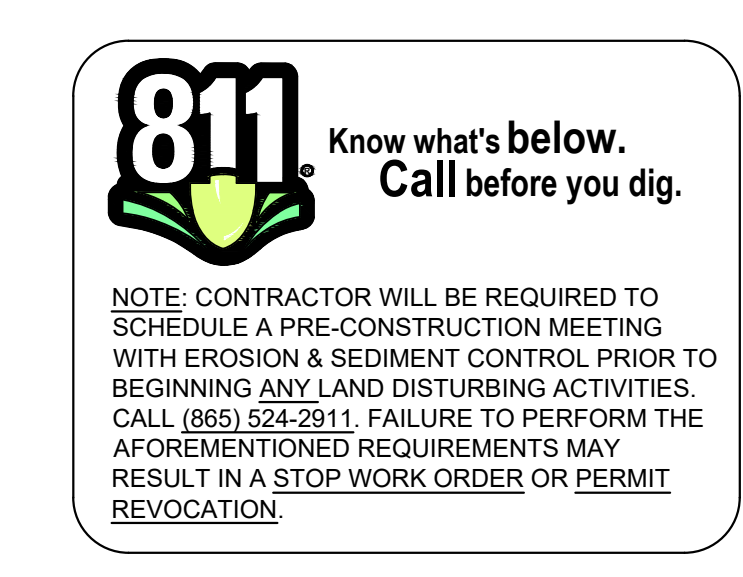 811®
Know what's below.
Call before you dig.
NOTE: CONTRACTOR WILL BE REQUIRED TO
SCHEDULE A PRE-CONSTRUCTION MEETING
WITH EROSION & SEDIMENT CONTROL PRIOR TO
BEGINNING ANY LAND DISTURBING ACTIVITIES.
CALL (865) 524-2911. FAILURE TO PERFORM THE
AFOREMENTIONED REQUIREMENTS MAY
RESULT IN A STOP WORK ORDER OR PERMIT
REVOCATION.